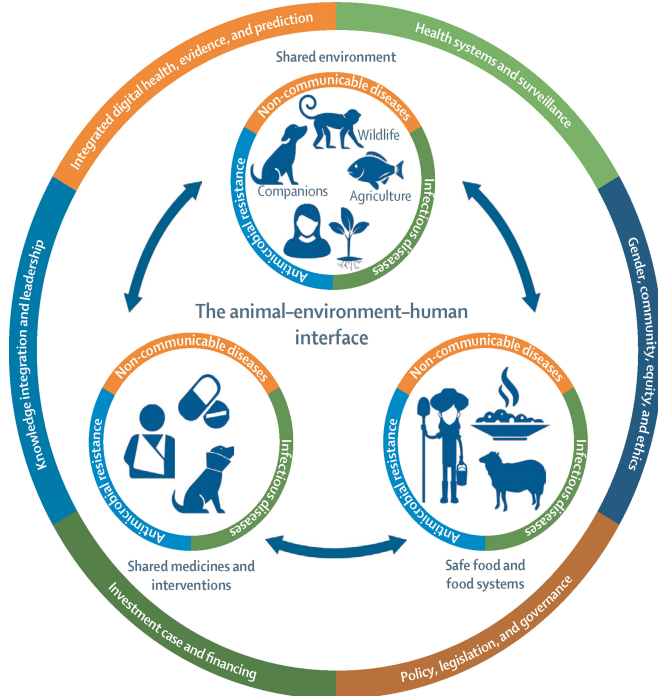 Integrated digital health, evidence, and prediction
Health systems and surveillance
Shared environment
Non-communicable diseases
Wildlife
Companions
Agriculture
Antimicrobial resistance
Infectious diseases
Knowledge integration and leadership
Gender, community, equity, and ethics
The animal–environment–human
interface
Non-communicable diseases
Antimicrobial resistance
Infectious diseases
Non-communicable diseases
Antimicrobial resistance
Infectious diseases
Shared medicines and
interventions
Safe food and
food systems
Investment case and financing
Policy, legislation, and governance